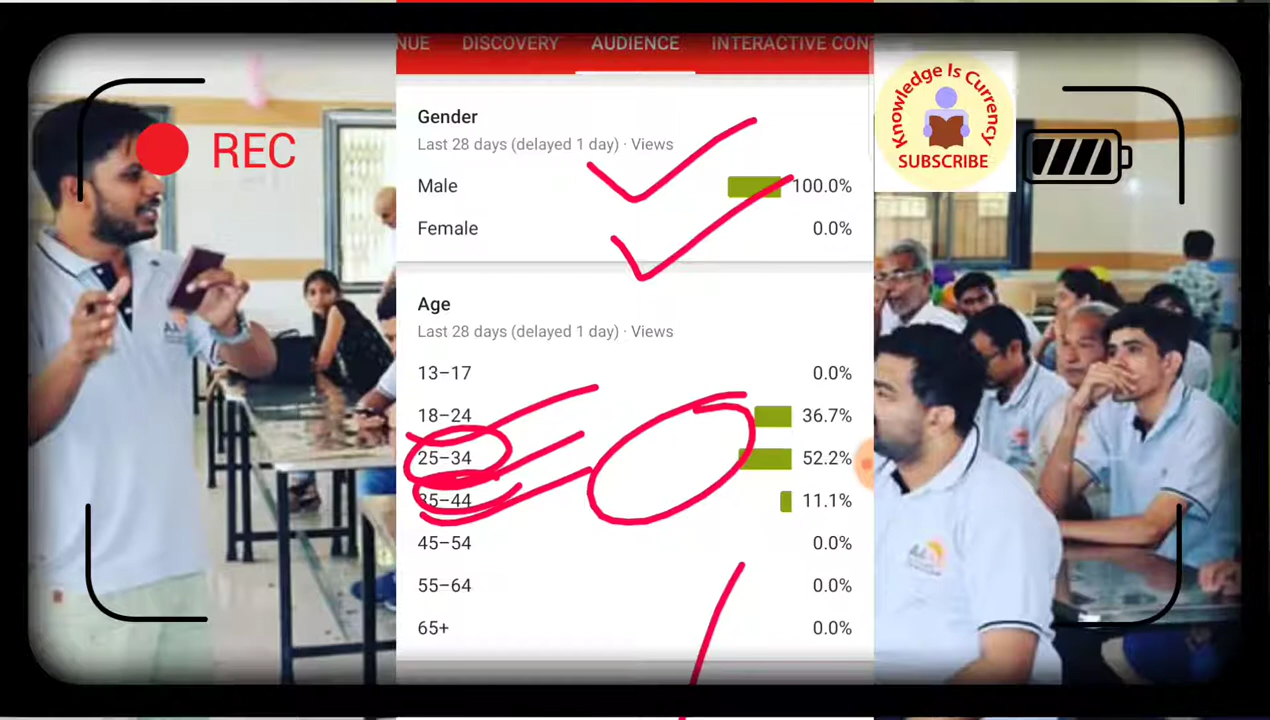 NUE DISCOVERY AUDIENCE INTERACTIVE CON
Knowledge Is Currency
SUBSCRIBE
REC
Gender
Last 28 days (delayed 1 day) · Views
Male 100.0%
Female 0.0%
Age
Last 28 days (delayed 1 day) · Views
13–17 0.0%
18–24 36.7%
25–34 52.2%
35–44 11.1%
45–54 0.0%
55–64 0.0%
65+ 0.0%